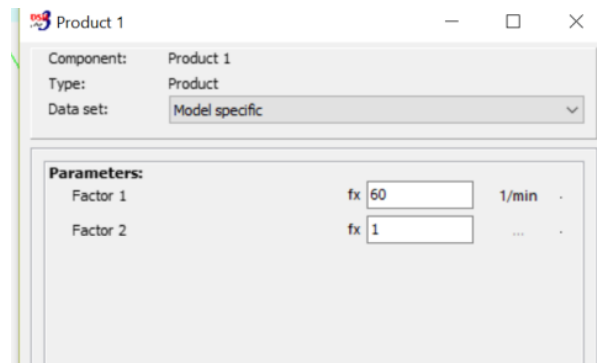 Product 1
Component: Product 1
Type: Product
Data set: Model specific
Parameters:
Factor 1 fx 60 1/min .
Factor 2 fx 1 ... .